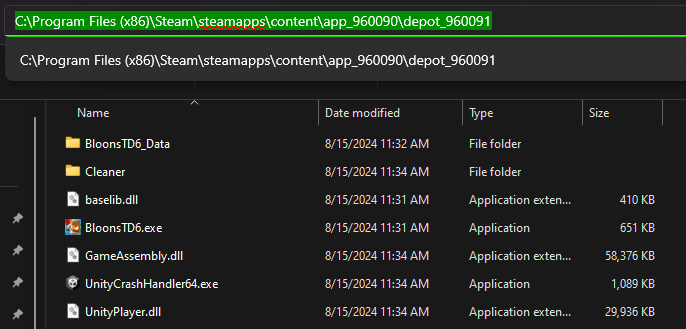 C:\Program Files (x86)\Steam\steamapps\content\app_960090\depot_960091
C:\Program Files (x86)\Steam\steamapps\content\app_960090\depot_960091
Name Date modified Type Size
BloonsTD6_Data 8/15/2024 11:32 AM File folder
Cleaner 8/15/2024 11:34 AM File folder
baselib.dll 8/15/2024 11:31 AM Application exten... 410 KB
BloonsTD6.exe 8/15/2024 11:31 AM Application 651 KB
GameAssembly.dll 8/15/2024 11:34 AM Application exten... 58,376 KB
UnityCrashHandler64.exe 8/15/2024 11:34 AM Application 1,089 KB
UnityPlayer.dll 8/15/2024 11:34 AM Application exten... 29,936 KB